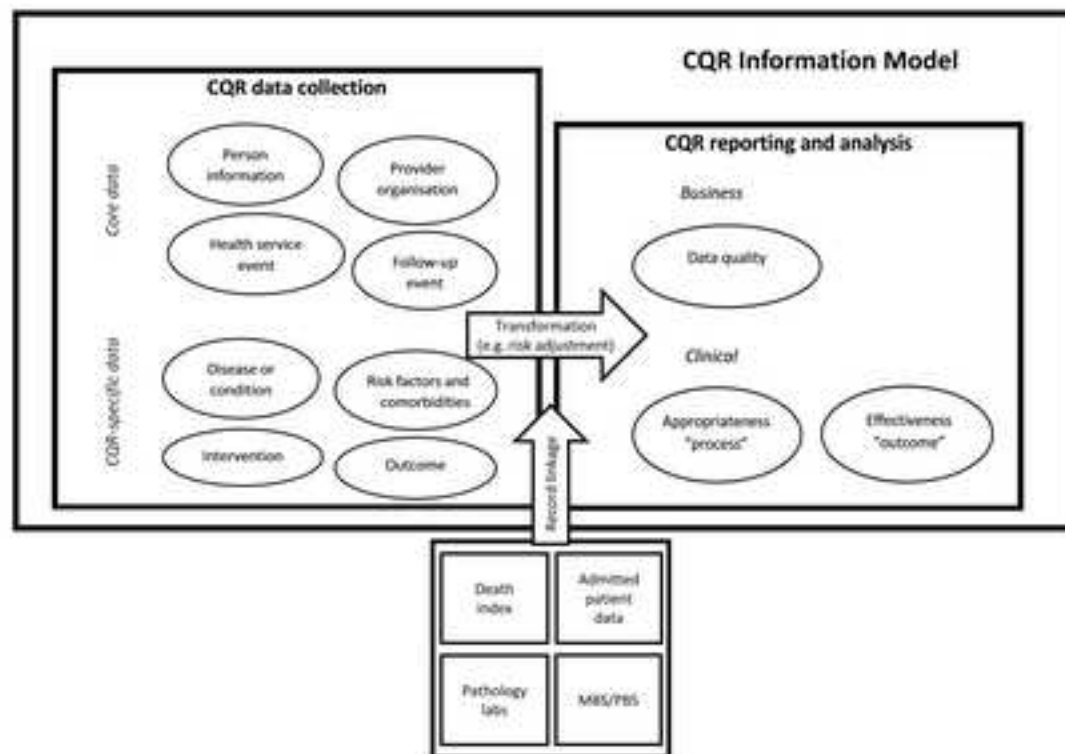 CQR Information Model
CQR data collection
Core data
Person
information
Provider
organisation
Health service
event
Follow-up
event
CQR-specific data
Disease or
condition
Risk factors and
comorbidities
Intervention
Outcome
Transformation
(e.g. risk adjustment)
Record linkage
CQR reporting and analysis
Business
Data quality
Clinical
Appropriateness
"process"
Effectiveness
"outcome"
Death
index
Admitted
patient
data
Pathology
labs
MBS/PBS